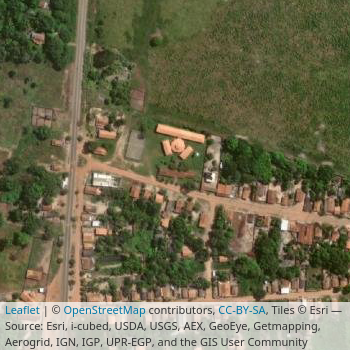 Leaflet | © OpenStreetMap contributors, CC-BY-SA, Tiles © Esri —
Source: Esri, i-cubed, USDA, USGS, AEX, GeoEye, Getmapping,
Aerogrid, IGN, IGP, UPR-EGP, and the GIS User Community